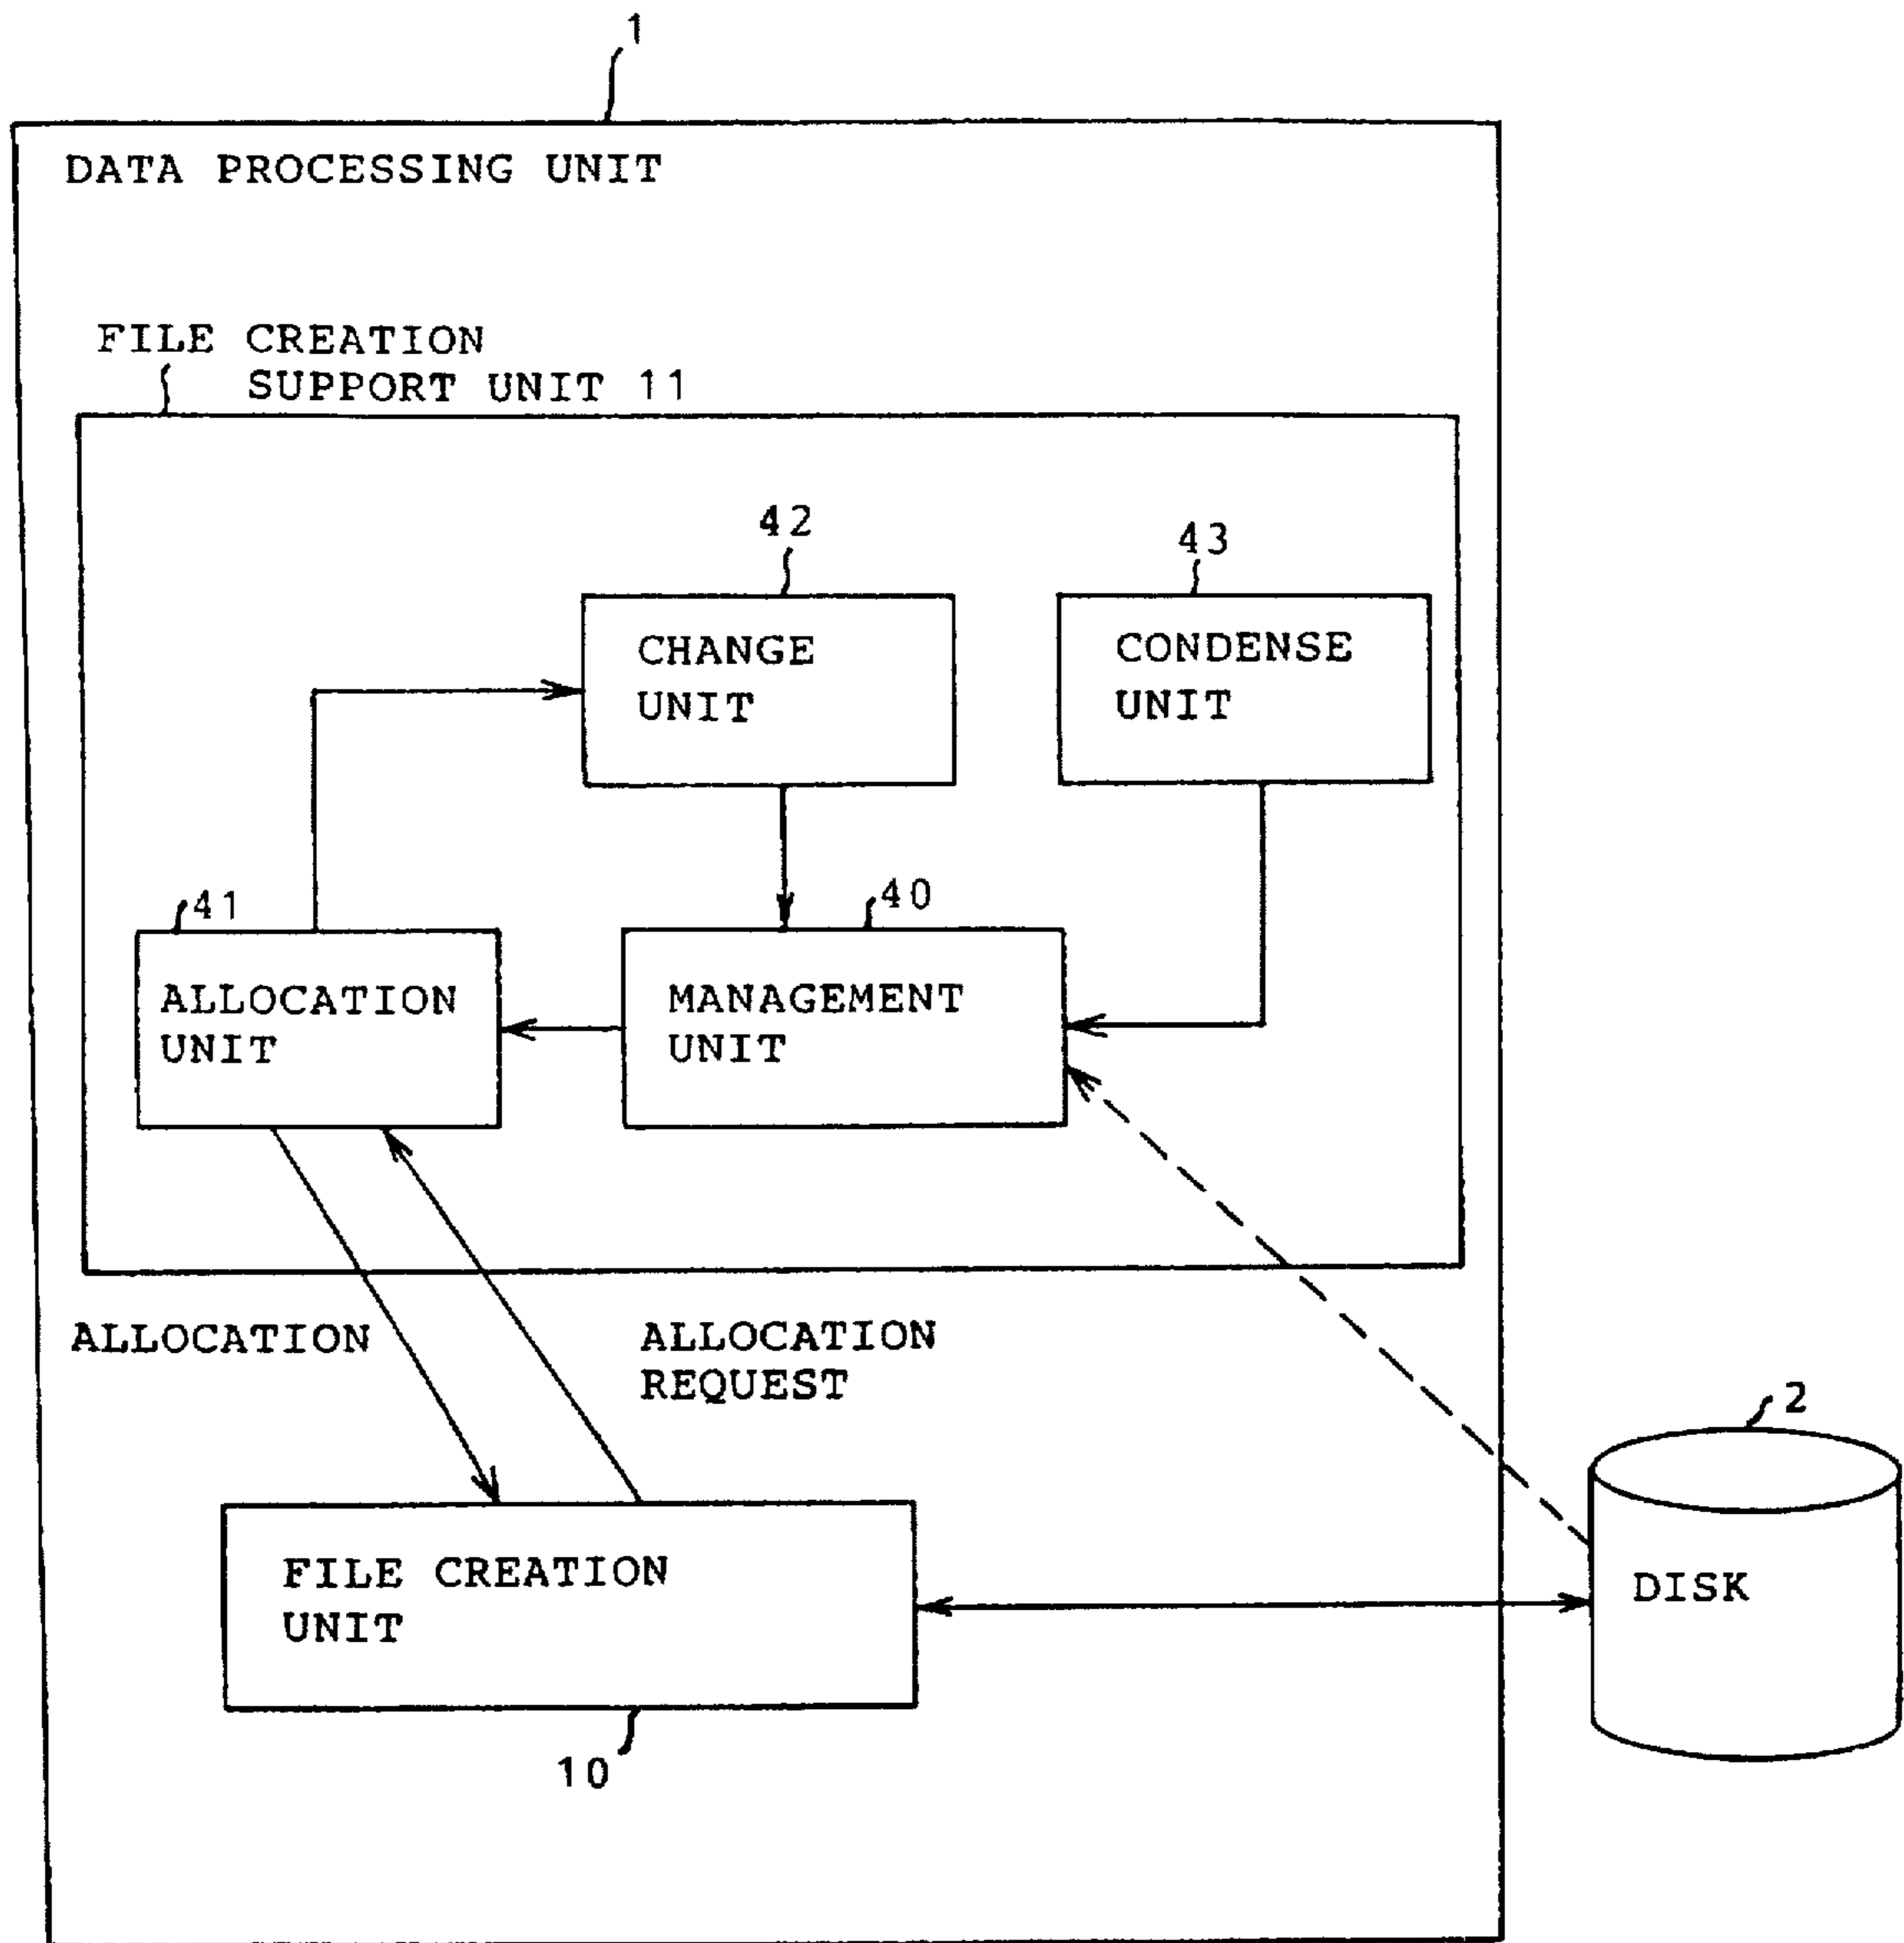 1
DATA PROCESSING UNIT
FILE CREATION
SUPPORT UNIT 11
42
43
CHANGE
UNIT
CONDENSE
UNIT
41
40
ALLOCATION
UNIT
MANAGEMENT
UNIT
ALLOCATION
ALLOCATION
REQUEST
2
FILE CREATION
UNIT
DISK
10